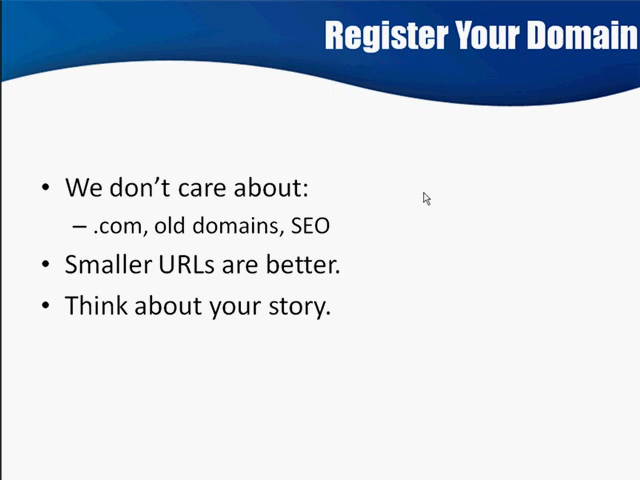 Register Your Domain
• We don't care about:
– .com, old domains, SEO
• Smaller URLs are better.
• Think about your story.